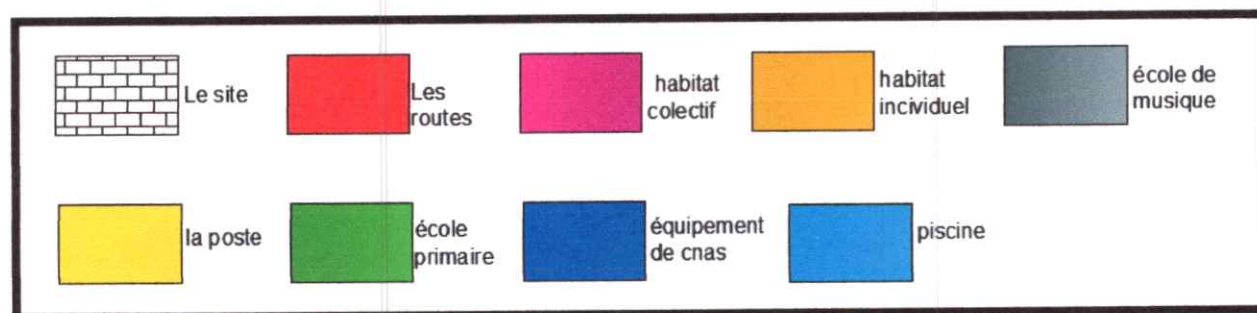 Le site
Les
routes
habitat
colectif
habitat
incividuel
école de
musique
la poste
école
primaire
équipement
de cnas
piscine